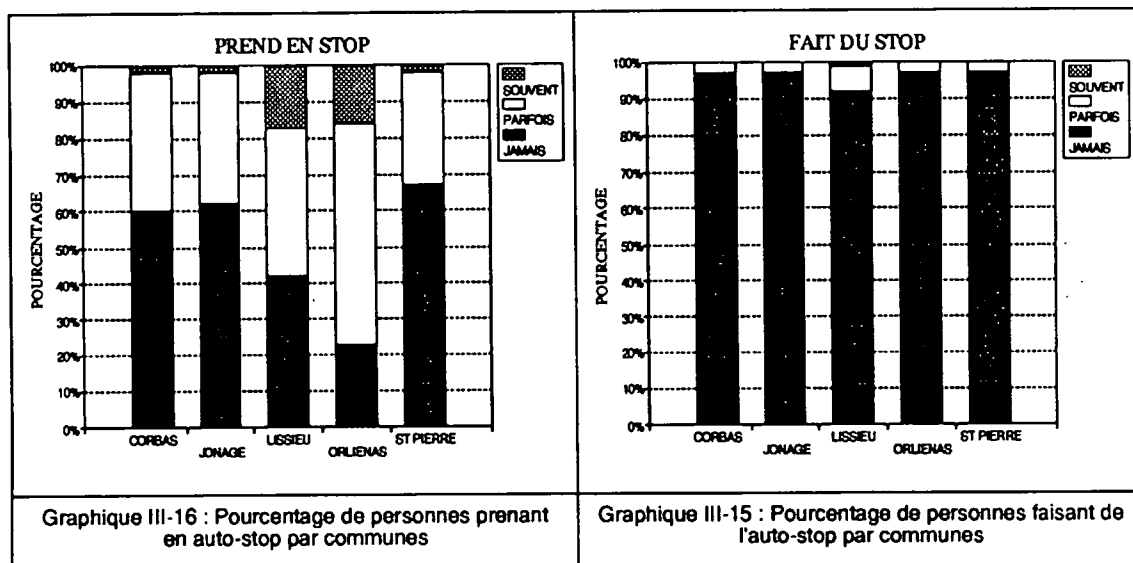 PREND EN STOP
POURCENTAGE
100%
90%
80%
70%
60%
50%
40%
30%
20%
10%
0%
CORBAS
JONAGE
LISSIEU
ORLIENAS
ST PIERRE
SOUVENT
PARFOIS
JAMAIS
Graphique III-16 : Pourcentage de personnes prenant
en auto-stop par communes
FAIT DU STOP
POURCENTAGE
100%
90%
80%
70%
60%
50%
40%
30%
20%
10%
0%
CORBAS
JONAGE
LISSIEU
ORLIENAS
ST PIERRE
SOUVENT
PARFOIS
JAMAIS
Graphique III-15 : Pourcentage de personnes faisant de
l'auto-stop par communes